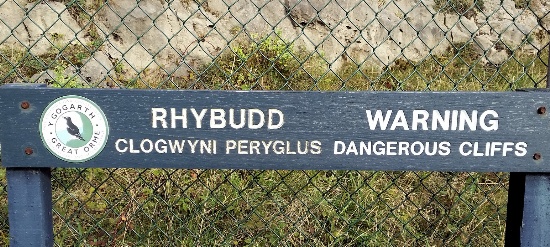 Y GOGARTH
GREAT ORME
RHYBUDD WARNING
CLOGWYNI PERYGLUS DANGEROUS CLIFFS